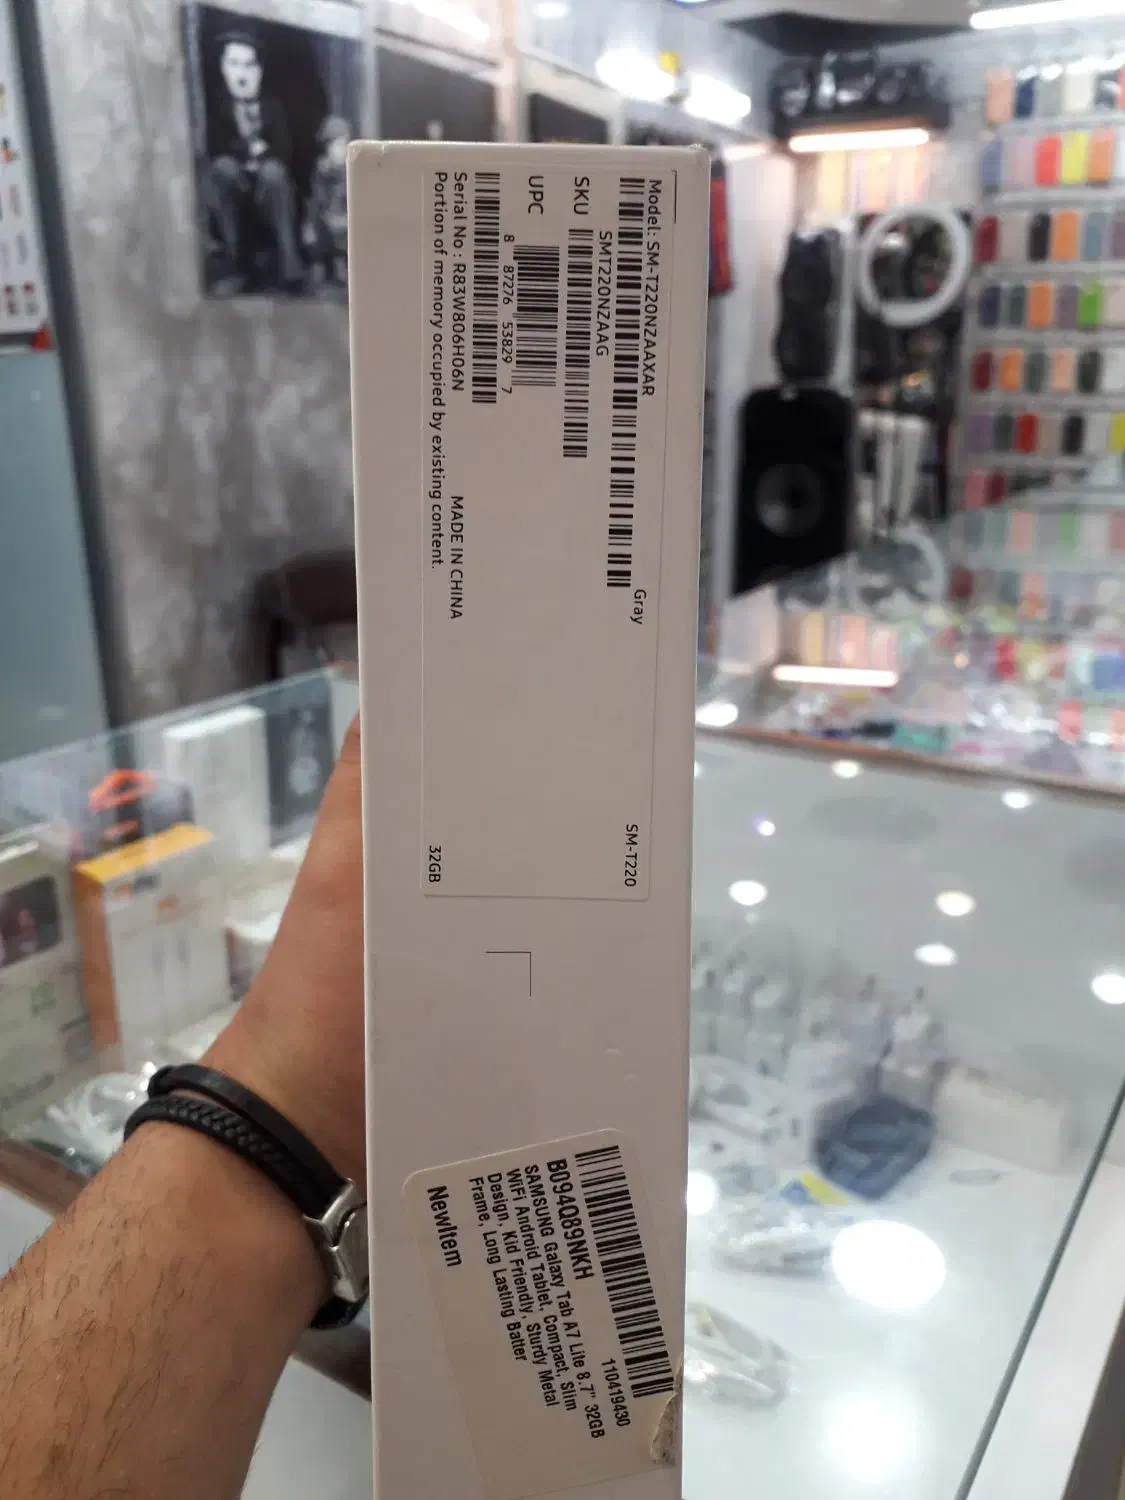 Model: SM-T220NZAAXAR
Gray
SM-T220
SKU
SMT220NZAAG
UPC
8 87276 53829 7
Serial No : R83W806H06N
MADE IN CHINA
Portion of memory occupied by existing content.
32GB
110419430
B094Q89NKH
SAMSUNG Galaxy Tab A7 Lite 8.7" 32GB
WiFi Android Tablet, Compact, Slim
Design, Kid Friendly, Sturdy Metal
Frame, Long Lasting Batter
NewItem